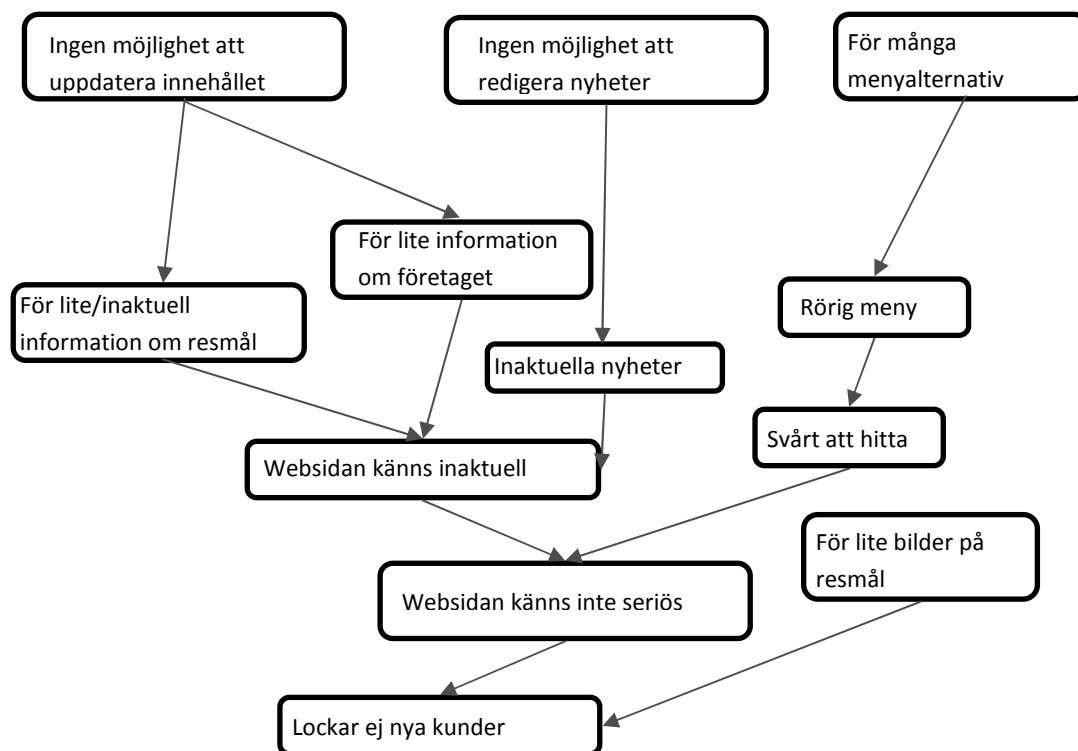 Ingen möjlighet att
uppdatera innehållet
Ingen möjlighet att
redigera nyheter
För många
menyalternativ
För lite information
om företaget
För lite/inaktuell
information om resmål
Rörig meny
Inaktuella nyheter
Svårt att hitta
Websidan känns inaktuell
För lite bilder på
resmål
Websidan känns inte seriös
Lockar ej nya kunder